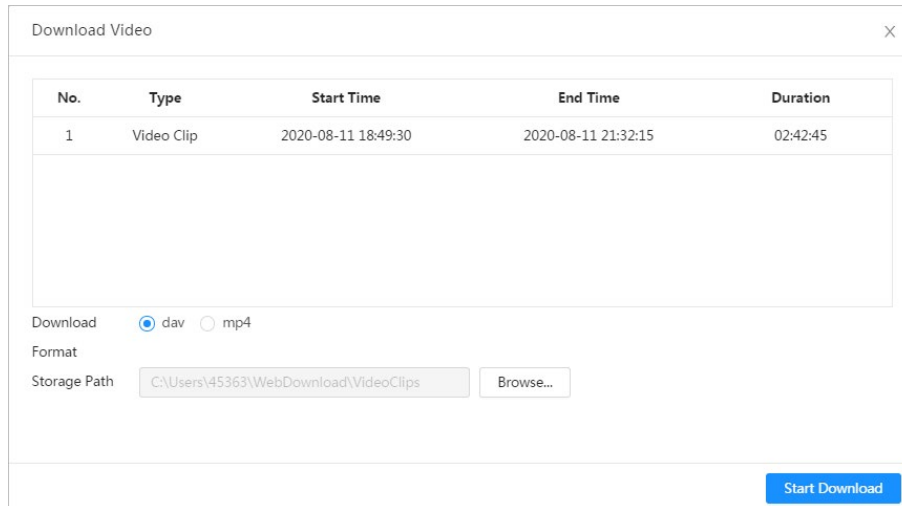 Download Video
No. Type Start Time End Time Duration
1 Video Clip 2020-08-11 18:49:30 2020-08-11 21:32:15 02:42:45
Download dav mp4
Format
Storage Path C:\Users\45363\WebDownload\VideoClips Browse...
Start Download